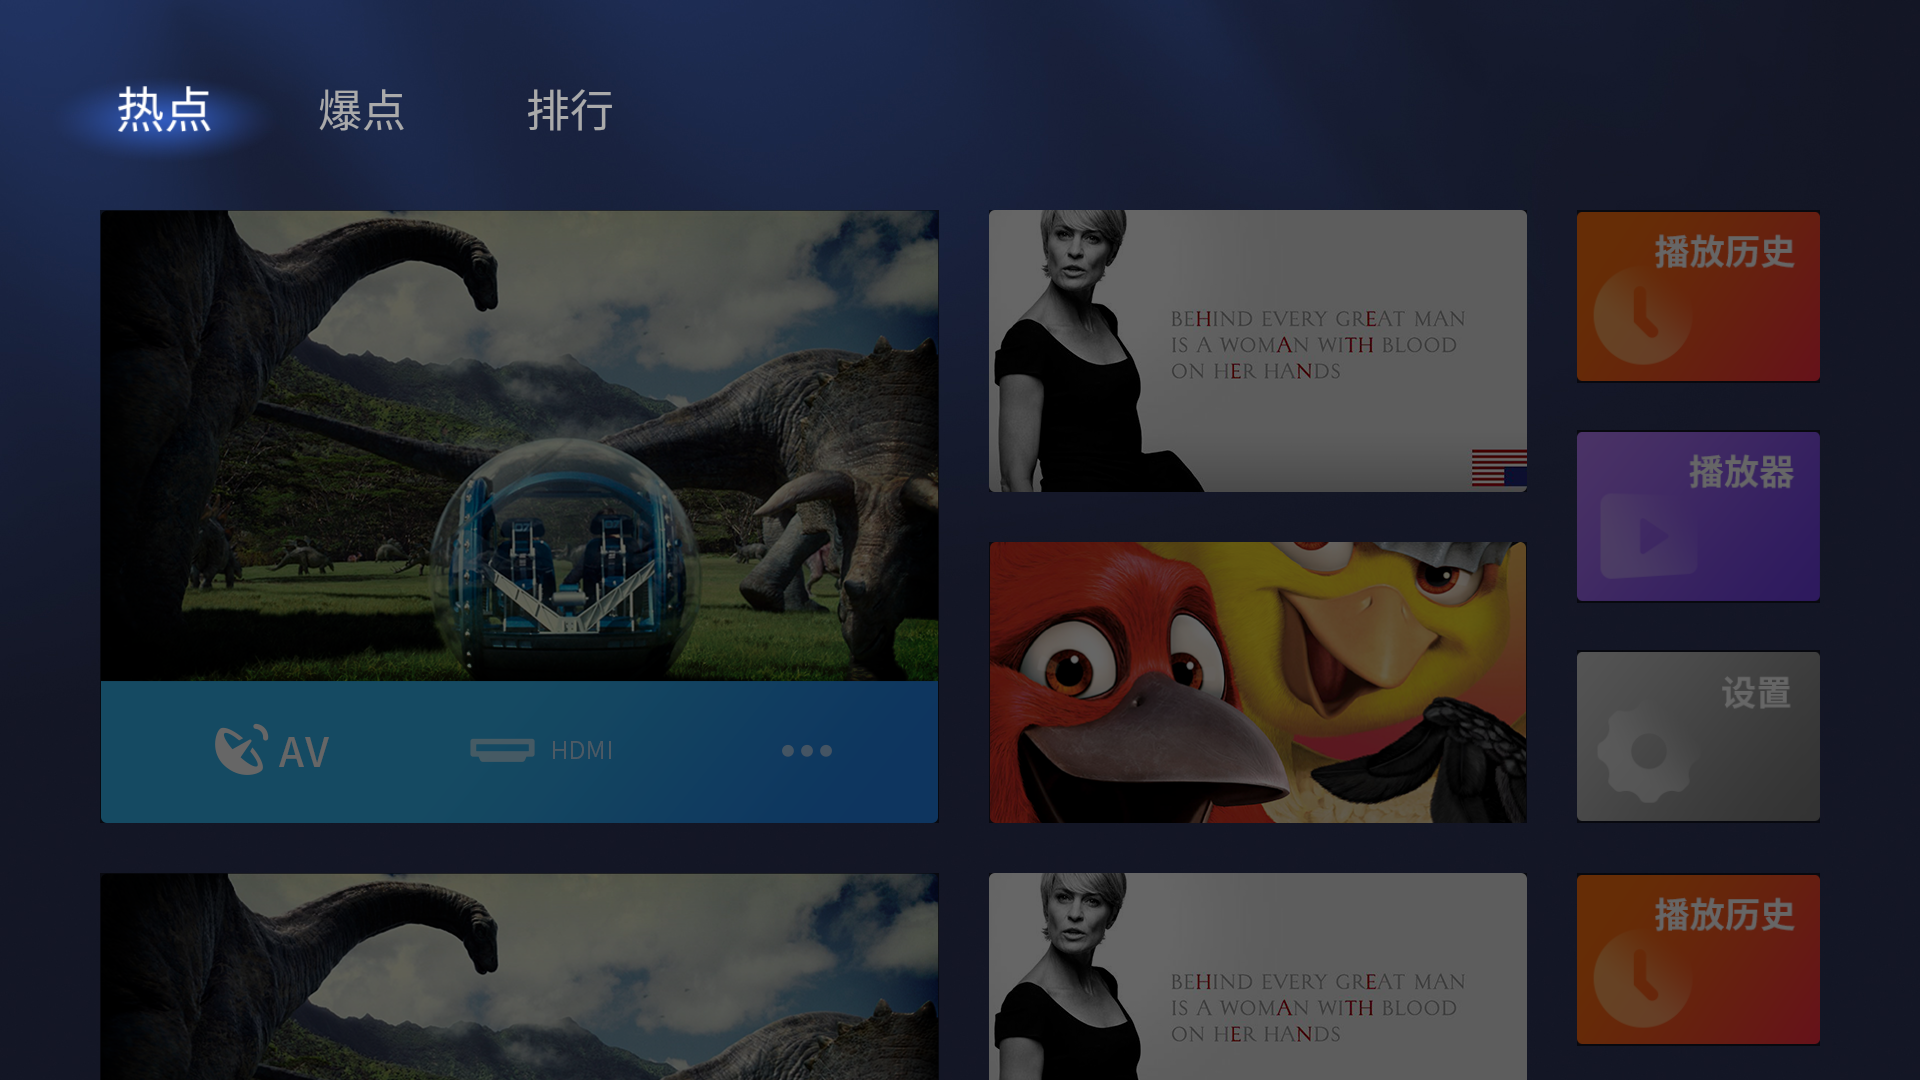 热点
爆点
排行
BEHIND EVERY GREAT MAN
IS A WOMAN WITH BLOOD
ON HER HANDS
播放历史
播放器
设置
AV
HDMI
BEHIND EVERY GREAT MAN
IS A WOMAN WITH BLOOD
ON HER HANDS
播放历史